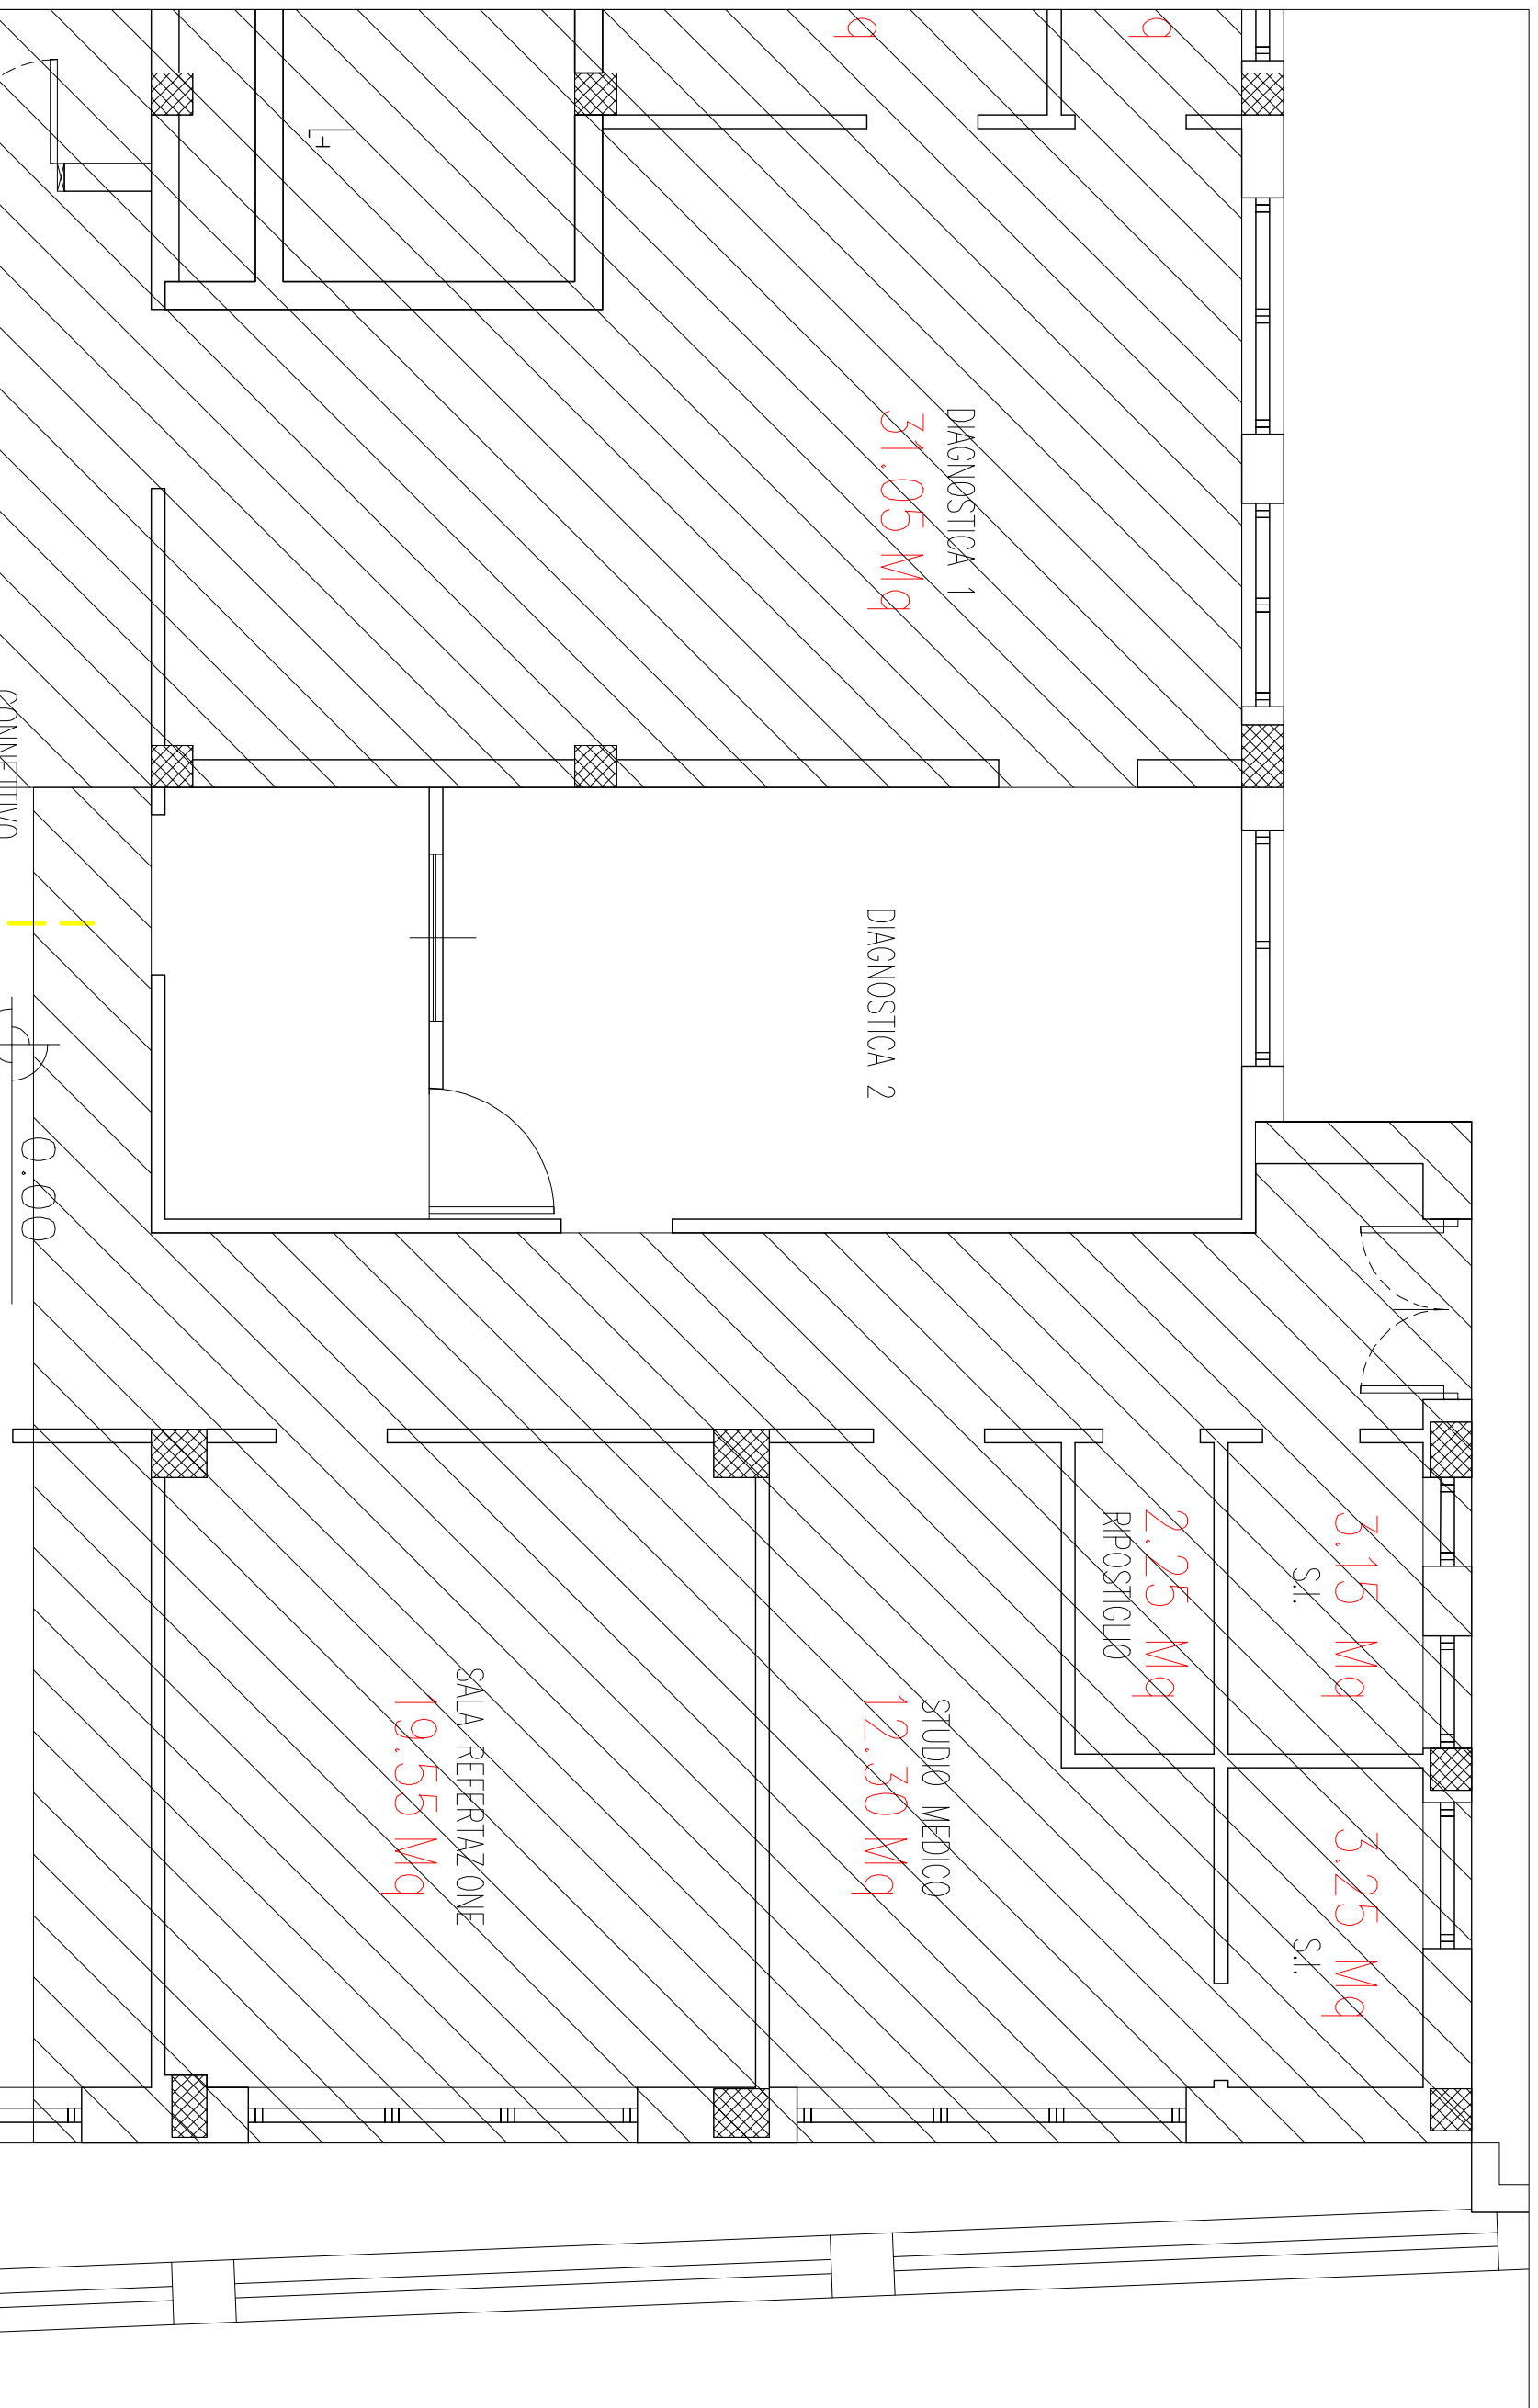 q
q
DIAGNOSTICA 1
31.05 Mq
CONNETTIVO
DIAGNOSTICA 2
0.00
3.15 Mq
S.I.
2.25 Mq
RIPOSTIGLIO
3.25 Mq
S.I.
STUDIO MEDICO
12.30 Mq
SALA REFERTAZIONE
19.55 Mq